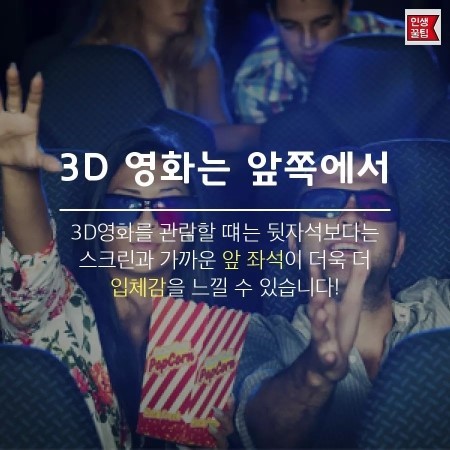 인생
꿀팁
3D 영화는 앞쪽에서
3D영화를 관람할 떄는 뒷자석보다는
스크린과 가까운 앞 좌석이 더욱 더
입체감을 느낄 수 있습니다!
PopCorn
PopCorn